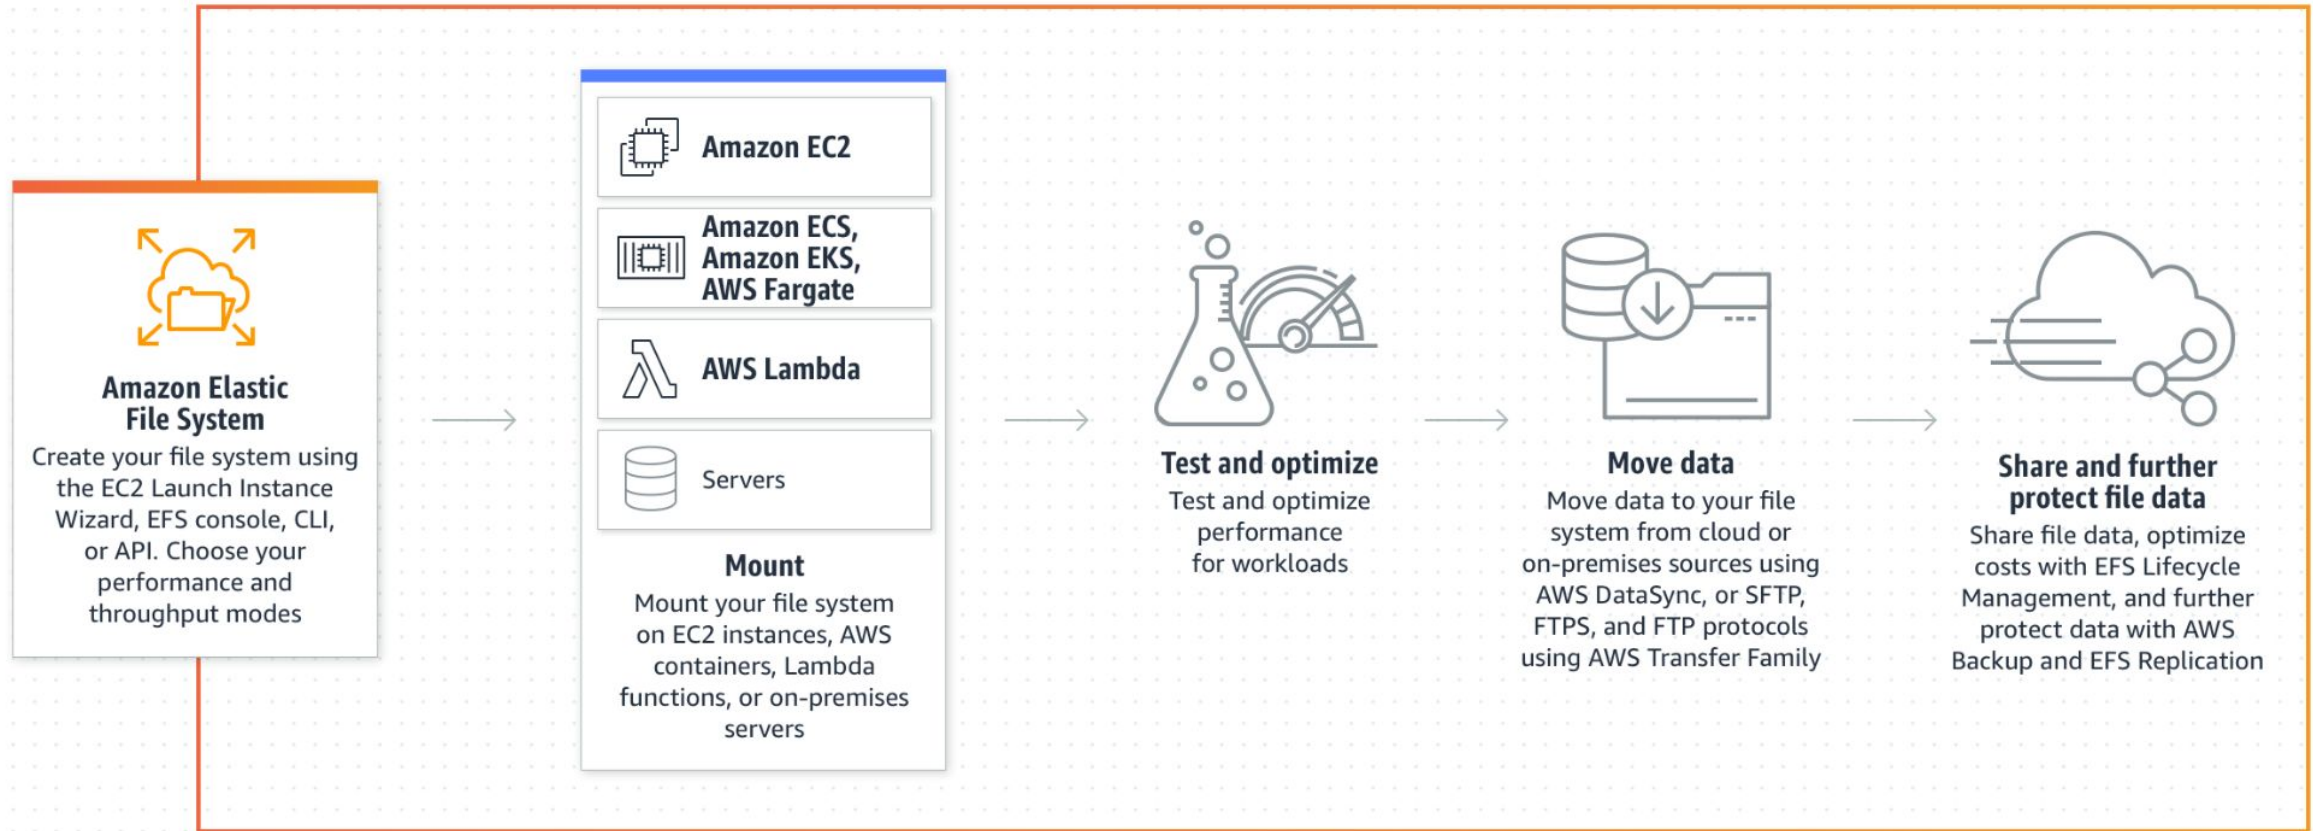 Amazon Elastic
File System
Create your file system using
the EC2 Launch Instance
Wizard, EFS console, CLI,
or API. Choose your
performance and
throughput modes
Amazon EC2
Amazon ECS,
Amazon EKS,
AWS Fargate
AWS Lambda
Servers
Mount
Mount your file system
on EC2 instances, AWS
containers, Lambda
functions, or on-premises
servers
Test and optimize
Test and optimize
performance
for workloads
Move data
Move data to your file
system from cloud or
on-premises sources using
AWS DataSync, or SFTP,
FTPS, and FTP protocols
using AWS Transfer Family
Share and further
protect file data
Share file data, optimize
costs with EFS Lifecycle
Management, and further
protect data with AWS
Backup and EFS Replication